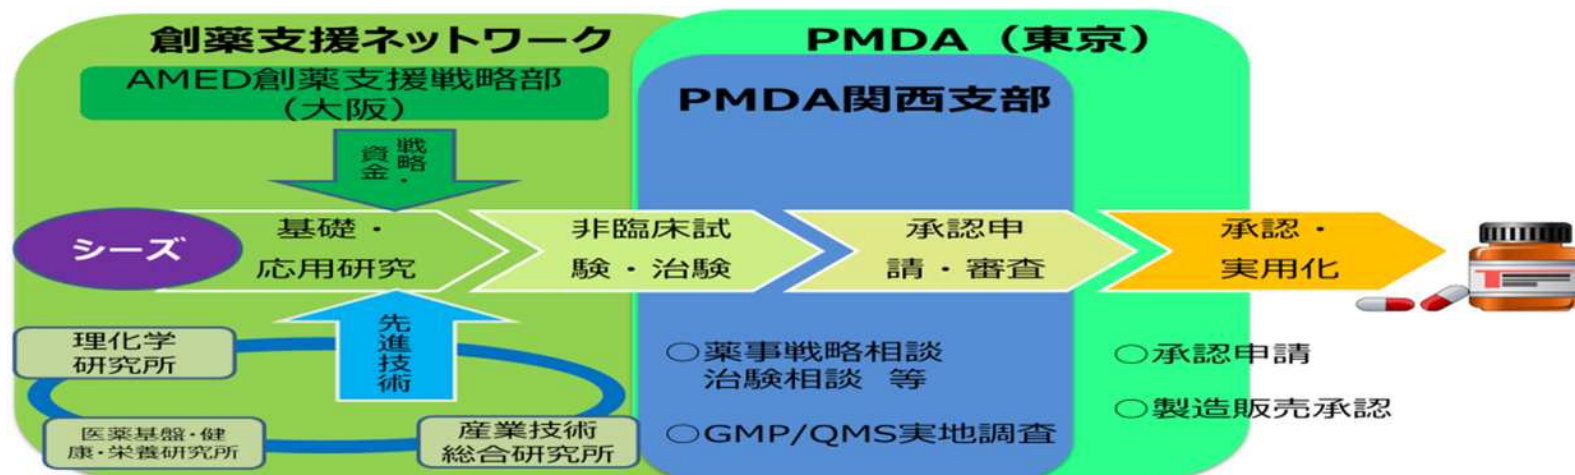 創薬支援ネットワーク
AMED創薬支援戦略部
(大阪)
戦略・
資金
PMDA（東京）
PMDA関西支部
シーズ
基礎・
応用研究
非臨床試
験・治験
承認申
請・審査
承認・
実用化
先進技術
理化学
研究所
医薬基盤・健
康・栄養研究所
産業技術
総合研究所
○薬事戦略相談
治験相談 等
○GMP/QMS実地調査
○承認申請
○製造販売承認